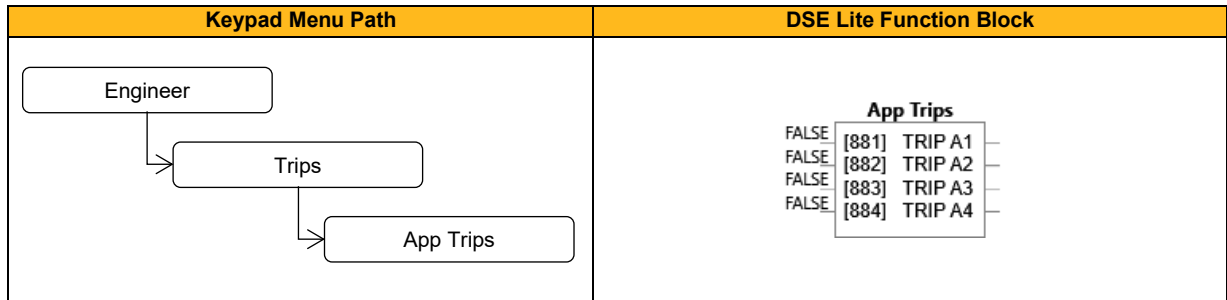 Keypad Menu Path
DSE Lite Function Block
Engineer
Trips
App Trips
App Trips
FALSE [881] TRIP A1
FALSE [882] TRIP A2
FALSE [883] TRIP A3
FALSE [884] TRIP A4